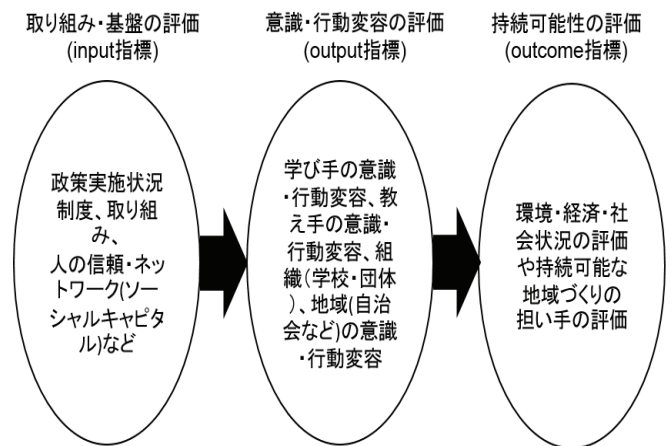 取り組み・基盤の評価
(input指標)
意識・行動変容の評価
(output指標)
持続可能性の評価
(outcome指標)
政策実施状況
制度、取り組
み、
人の信頼・ネッ
トワーク(ソー
シャルキャピタ
ル)など
学び手の意識
・行動変容、教
え手の意識・
行動変容、組
織(学校・団体
)、地域(自治
会など)の意識
・行動変容
環境・経済・社
会状況の評価
や持続可能な
地域づくりの
担い手の評価